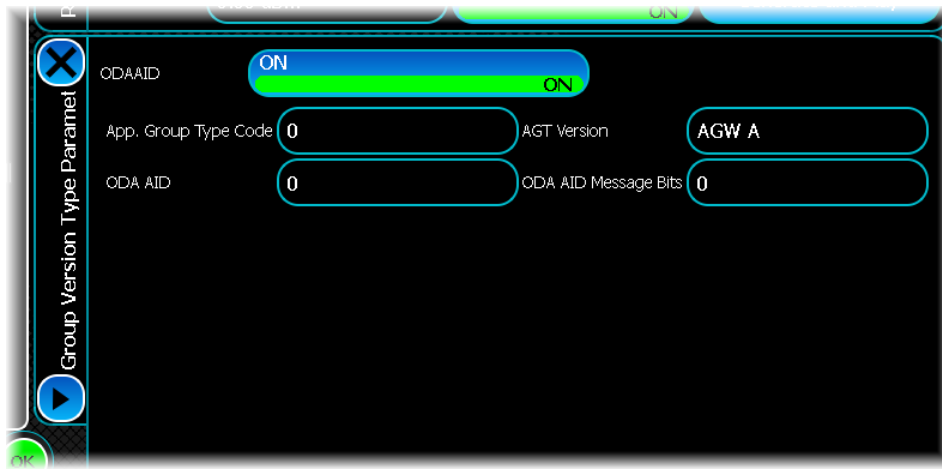 ON
ODAAID
ON
ON
App. Group Type Code 0
AGT Version AGW A
ODA AID 0
ODA AID Message Bits 0
Group Version Type Paramet
OK